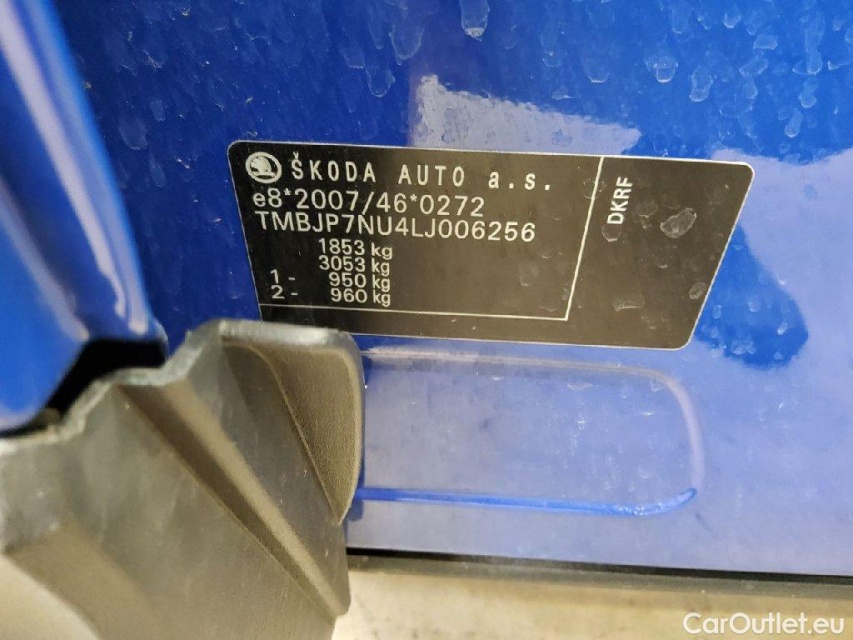 ŠKODA AUTO a.s.
e8*2007/46*0272
TMBJP7NU4LJ006256
1853 kg
3053 kg
1- 950 kg
2- 960 kg
DKRF
CarOutlet.eu